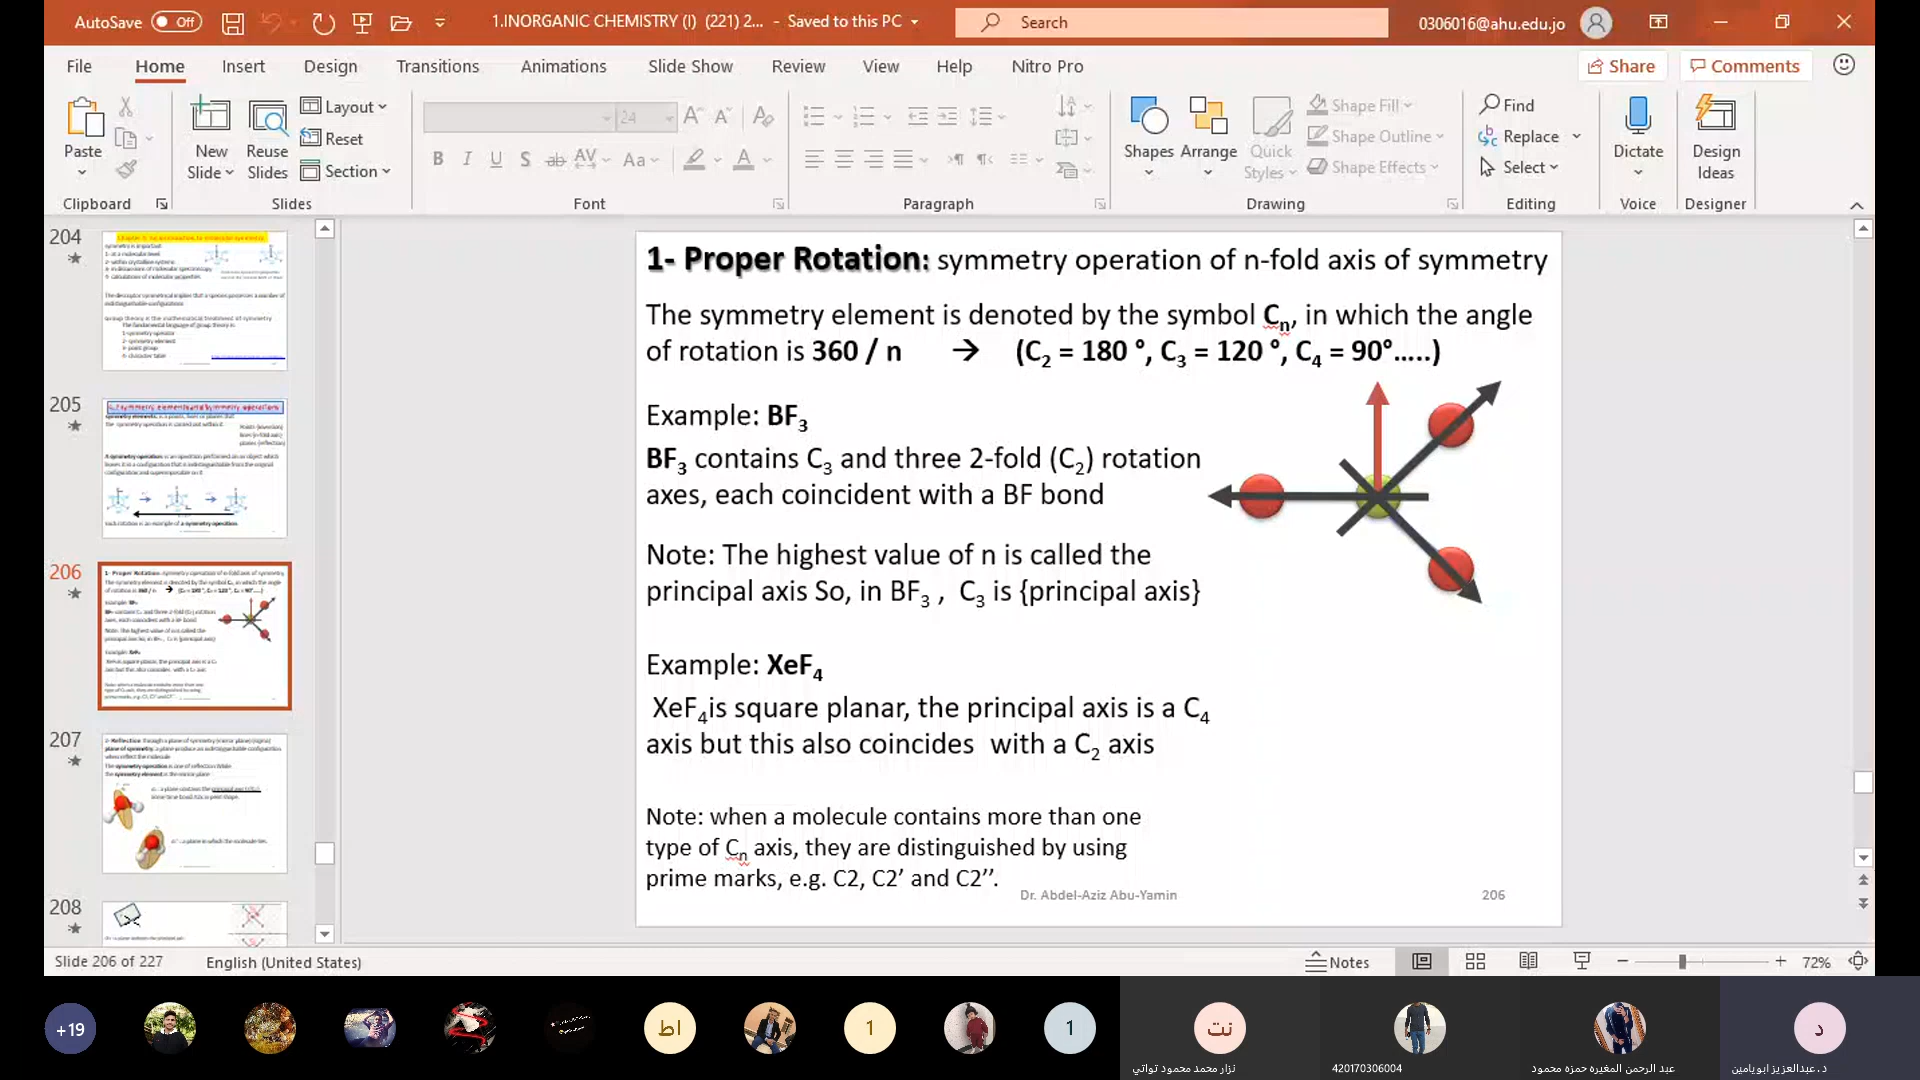 AutoSave Off
1.INORGANIC CHEMISTRY (I) (221) 2... - Saved to this PC
Search
0306016@ahu.edu.jo
File Home Insert Design Transitions Animations Slide Show Review View Help Nitro Pro
Share Comments
Paste
Clipboard
New Slide
Reuse Slides
Layout
Reset
Section
Slides
24
Font
Paragraph
Shapes
Arrange
Quick Styles
Shape Fill
Shape Outline
Shape Effects
Drawing
Find
Replace
Select
Editing
Dictate
Voice
Design Ideas
Designer
204
205
206
207
208
1- Proper Rotation: symmetry operation of n-fold axis of symmetry
The symmetry element is denoted by the symbol Cn, in which the angle
of rotation is 360 / n → (C2 = 180 °, C3 = 120 °, C4 = 90°.....)
Example: BF3
BF3 contains C3 and three 2-fold (C2) rotation
axes, each coincident with a BF bond
Note: The highest value of n is called the
principal axis So, in BF3 , C3 is {principal axis}
Example: XeF4
XeF4is square planar, the principal axis is a C4
axis but this also coincides with a C2 axis
Note: when a molecule contains more than one
type of Cn axis, they are distinguished by using
prime marks, e.g. C2, C2’ and C2’’.
Dr. Abdel-Aziz Abu-Yamin
206
Slide 206 of 227
English (United States)
Notes
72%
+19
اط
1
1
نت
د
نزار محمد محمود تواتي
420170306004
عبد الرحمن المغيره حمزه محمود
د.عبدالعزيز ابويامين